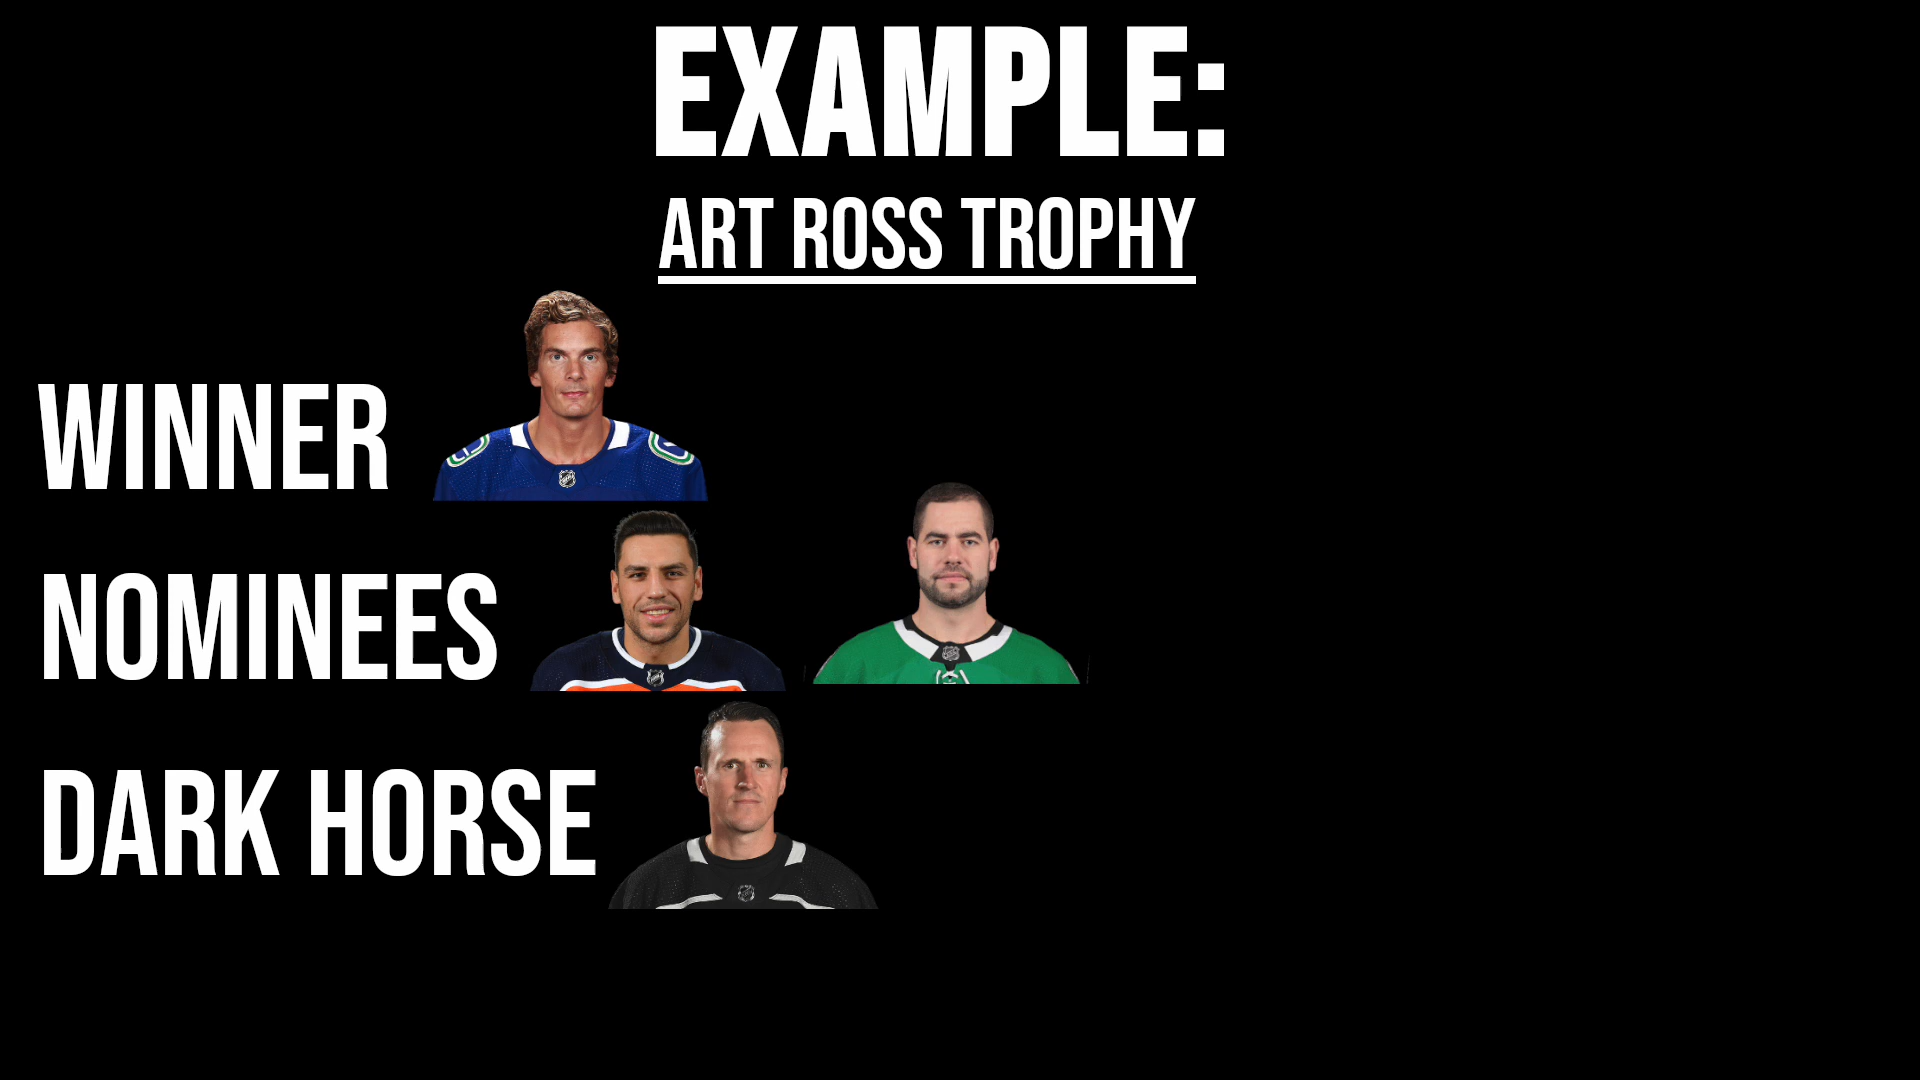 EXAMPLE:
ART ROSS TROPHY
WINNER
NOMINEES
DARK HORSE